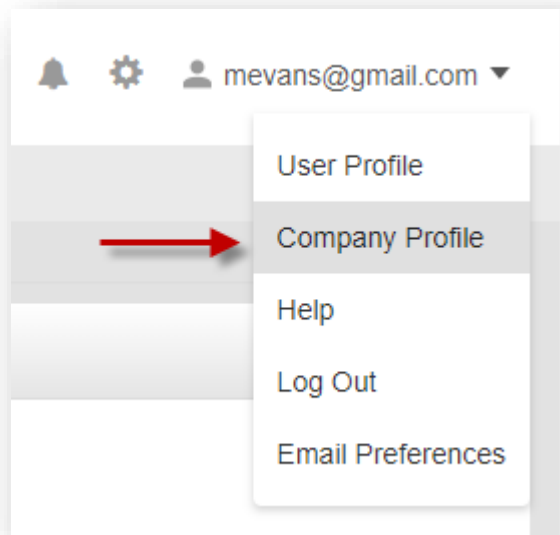 mevans@gmail.com
User Profile
Company Profile
Help
Log Out
Email Preferences